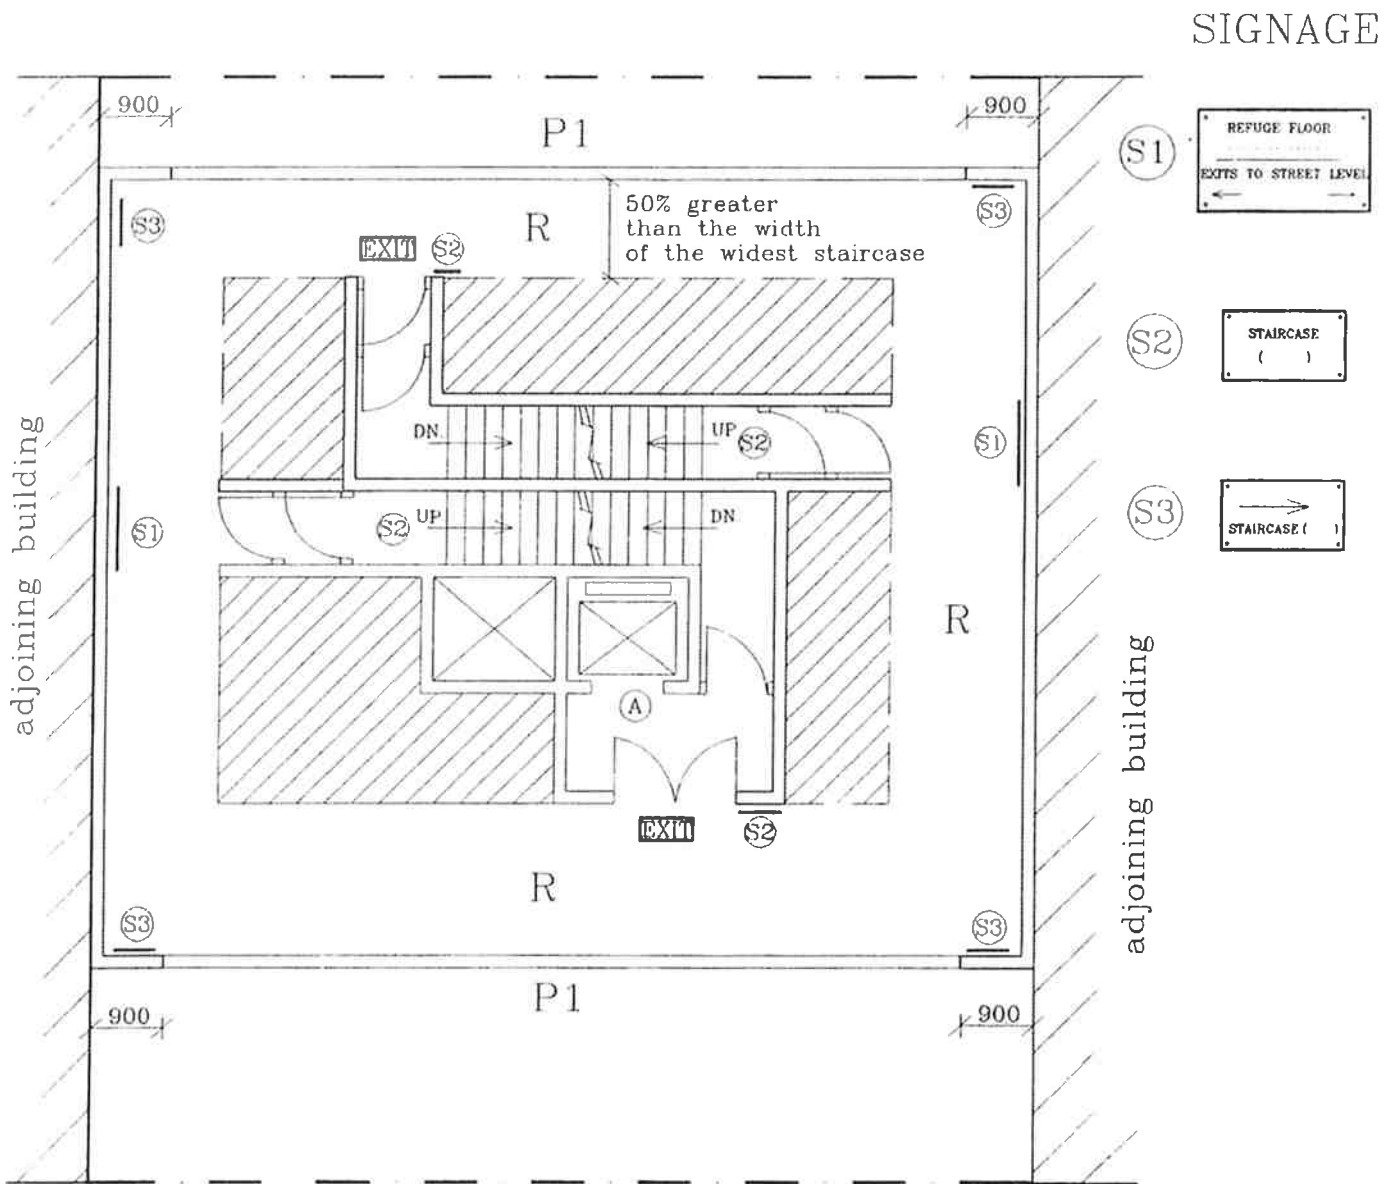 SIGNAGE
900
900
P1
S1
REFUGE FLOOR
EXITS TO STREET LEVEL
S3
R
50% greater
than the width
of the widest staircase
S3
EXIT
S2
S2
STAIRCASE
( )
DN.
UP
S2
S1
S1
S2
UP
DN.
S3
STAIRCASE ( )
adjoining building
R
A
adjoining building
EXIT
S2
R
S3
S3
P1
900
900